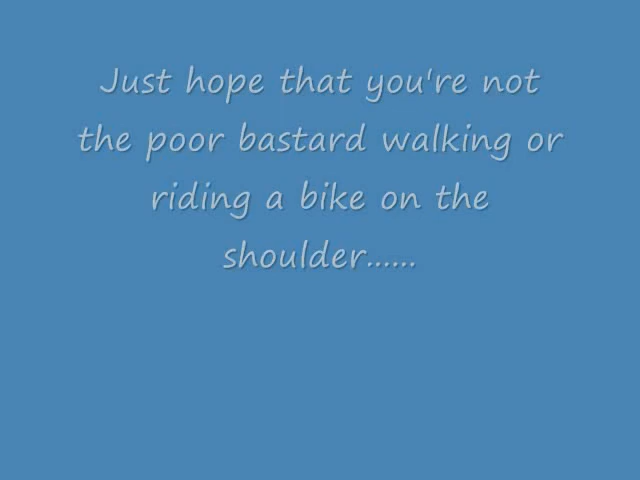 Just hope that you're not
the poor bastard walking or
riding a bike on the
shoulder......